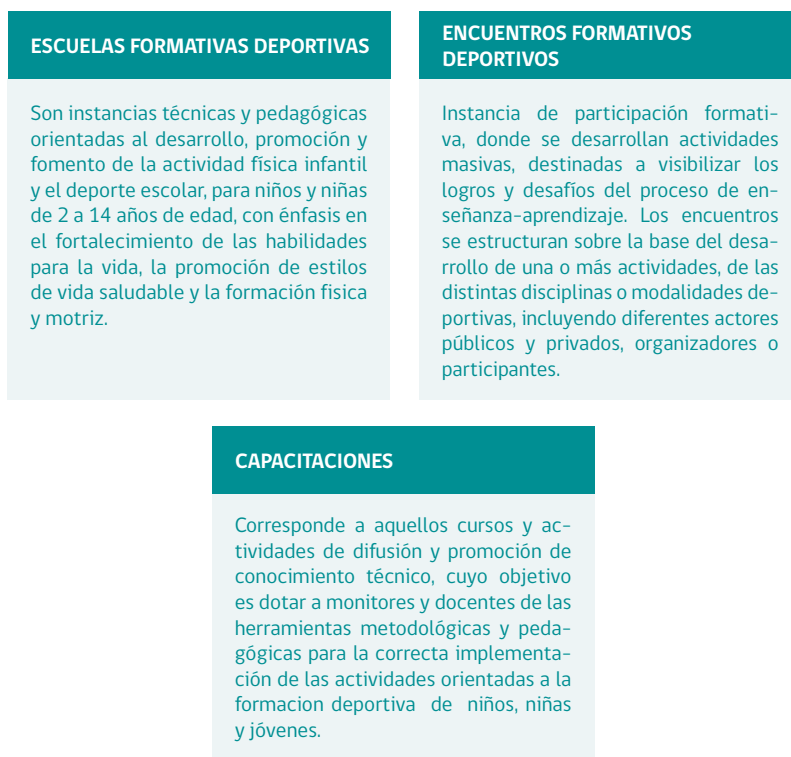 ESCUELAS FORMATIVAS DEPORTIVAS
Son instancias técnicas y pedagógicas
orientadas al desarrollo, promoción y
fomento de la actividad física infantil
y el deporte escolar, para niños y niñas
de 2 a 14 años de edad, con énfasis en
el fortalecimiento de las habilidades
para la vida, la promoción de estilos
de vida saludable y la formación fisica
y motriz.
ENCUENTROS FORMATIVOS
DEPORTIVOS
Instancia de participación formati-
va, donde se desarrollan actividades
masivas, destinadas a visibilizar los
logros y desafíos del proceso de en-
señanza-aprendizaje. Los encuentros
se estructuran sobre la base del desa-
rrollo de una o más actividades, de las
distintas disciplinas o modalidades de-
portivas, incluyendo diferentes actores
públicos y privados, organizadores o
participantes.
CAPACITACIONES
Corresponde a aquellos cursos y ac-
tividades de difusión y promoción de
conocimiento técnico, cuyo objetivo
es dotar a monitores y docentes de las
herramientas metodológicas y peda-
gógicas para la correcta implementa-
ción de las actividades orientadas a la
formacion deportiva de niños, niñas
y jóvenes.